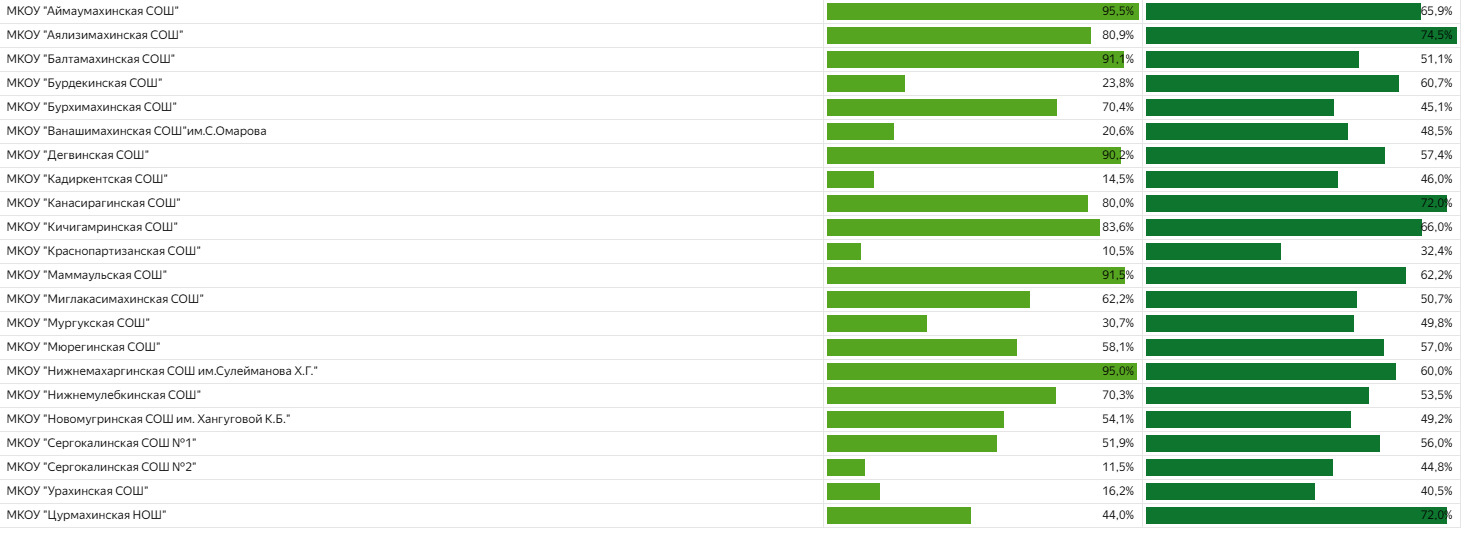 МКОУ "Аймаумахинская СОШ" 95,5% 65,9%
МКОУ "Аялизимахинская СОШ" 80,9% 74,5%
МКОУ "Балтамахинская СОШ" 91,1% 51,1%
МКОУ "Бурдекинская СОШ" 23,8% 60,7%
МКОУ "Бурхимахинская СОШ" 70,4% 45,1%
МКОУ "Ванашимахинская СОШ"им.С.Омарова 20,6% 48,5%
МКОУ "Дегвинская СОШ" 90,2% 57,4%
МКОУ "Кадиркентская СОШ" 14,5% 46,0%
МКОУ "Канасирагинская СОШ" 80,0% 72,0%
МКОУ "Кичигамринская СОШ" 83,6% 66,0%
МКОУ "Краснопартизанская СОШ" 10,5% 32,4%
МКОУ "Маммаульская СОШ" 91,5% 62,2%
МКОУ "Миглакасимахинская СОШ" 62,2% 50,7%
МКОУ "Мургукская СОШ" 30,7% 49,8%
МКОУ "Мюрегинская СОШ" 58,1% 57,0%
МКОУ "Нижнемахаргинская СОШ им.Сулейманова Х.Г." 95,0% 60,0%
МКОУ "Нижнемулебкинская СОШ" 70,3% 53,5%
МКОУ "Новомугринская СОШ им. Хангуговой К.Б." 54,1% 49,2%
МКОУ "Сергокалинская СОШ №1" 51,9% 56,0%
МКОУ "Сергокалинская СОШ №2" 11,5% 44,8%
МКОУ "Урахинская СОШ" 16,2% 40,5%
МКОУ "Цурмахинская НОШ" 44,0% 72,0%